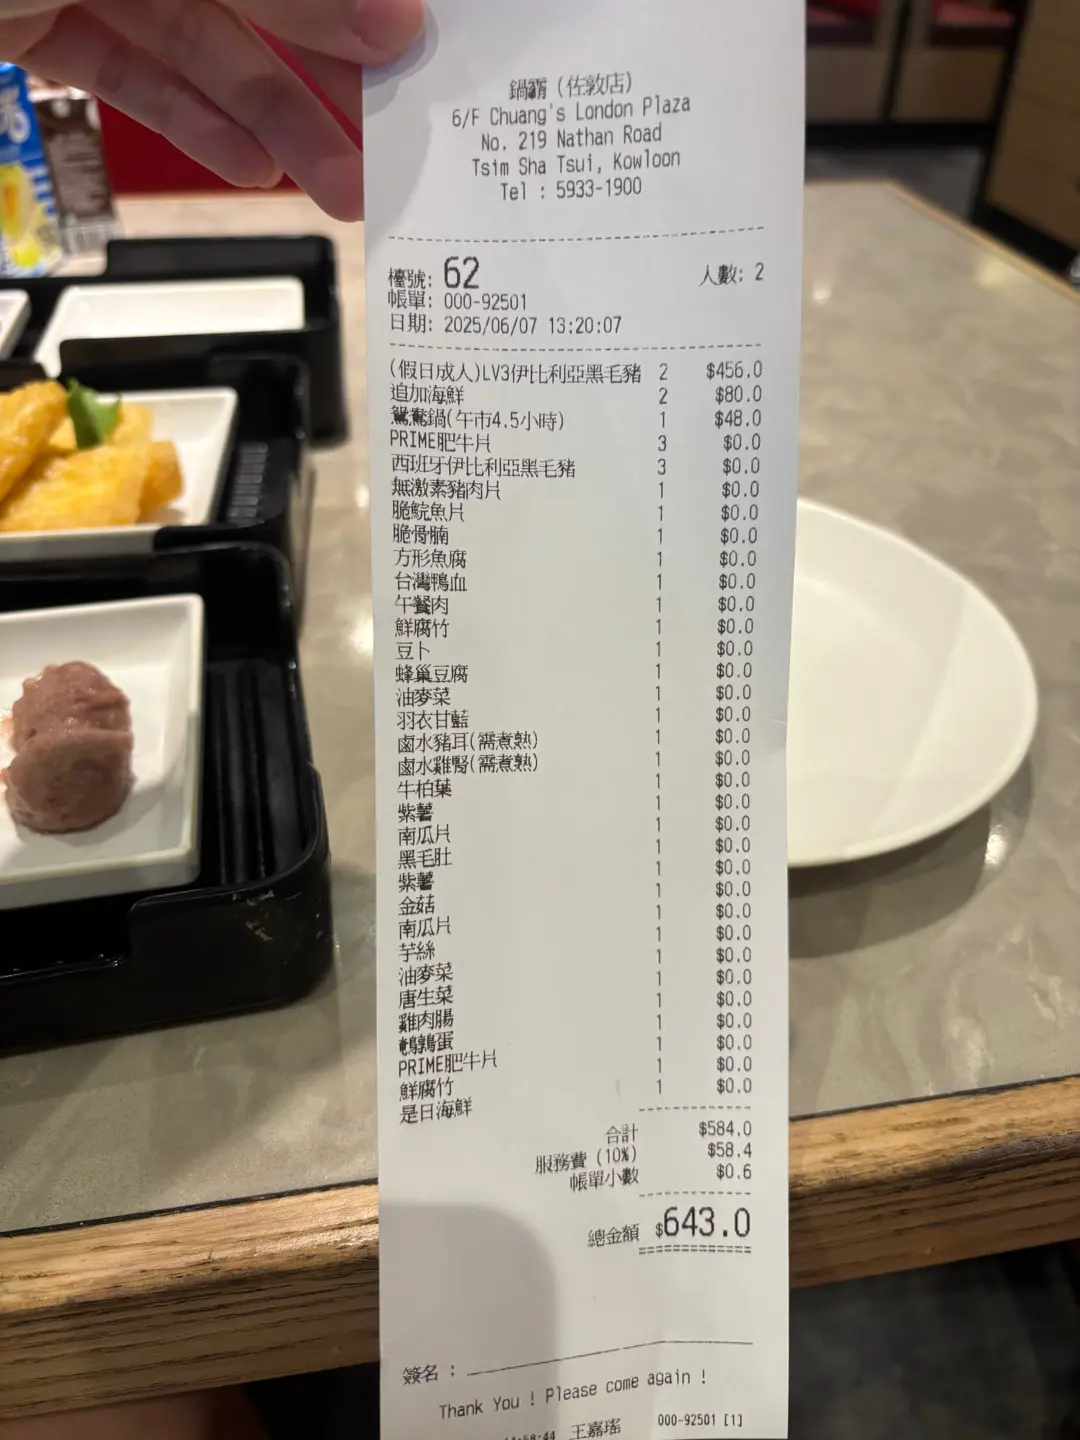 鍋霸 (佐敦店)
6/F Chuang's London Plaza
No. 219 Nathan Road
Tsim Sha Tsui, Kowloon
Tel : 5933-1900
檯號: 62 人數: 2
帳單: 000-92501
日期: 2025/06/07 13:20:07
(假日成人)LV3伊比利亞黑毛豬 2 $456.0
追加海鮮 2 $80.0
鴛鴦鍋(午市4.5小時) 1 $48.0
PRIME肥牛片 3 $0.0
西班牙伊比利亞黑毛豬 3 $0.0
無激素豬肉片 1 $0.0
脆鯇魚片 1 $0.0
脆骨腩 1 $0.0
方形魚腐 1 $0.0
台灣鴨血 1 $0.0
午餐肉 1 $0.0
鮮腐竹 1 $0.0
豆卜 1 $0.0
蜂巢豆腐 1 $0.0
油麥菜 1 $0.0
羽衣甘藍 1 $0.0
鹵水豬耳(需煮熟) 1 $0.0
鹵水雞腎(需煮熟) 1 $0.0
牛柏葉 1 $0.0
紫薯 1 $0.0
南瓜片 1 $0.0
黑毛肚 1 $0.0
紫薯 1 $0.0
金菇 1 $0.0
南瓜片 1 $0.0
芋絲 1 $0.0
油麥菜 1 $0.0
唐生菜 1 $0.0
雞肉腸 1 $0.0
鵪鶉蛋 1 $0.0
PRIME肥牛片 1 $0.0
鮮腐竹 1 $0.0
是日海鮮 1 $0.0
合計 $584.0
服務費 (10%) $58.4
帳單小數 $0.6
總金額 $643.0
簽名 :
Thank You ! Please come again !
王嘉瑤 000-92501 [1]